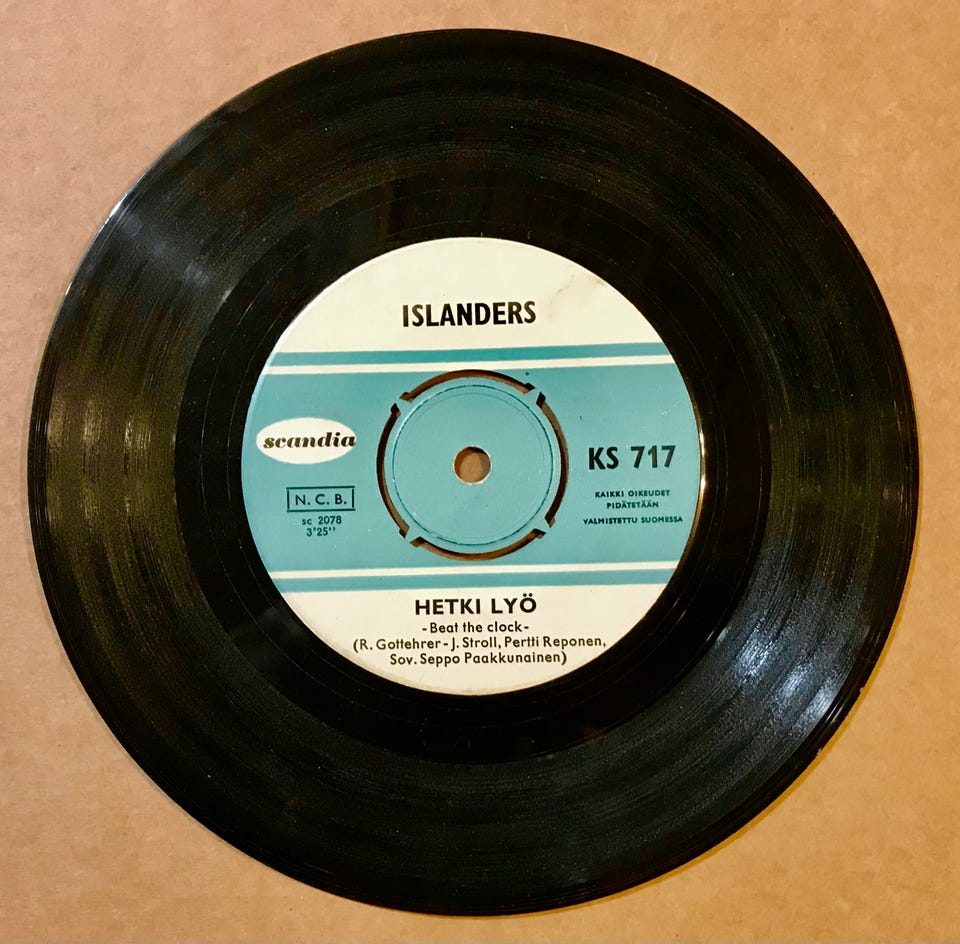 ISLANDERS
scandia
N. C. B.
sc 2078
3'25''
KS 717
KAIKKI OIKEUDET
PIDÄTETÄÄN
VALMISTETTU SUOMESSA
HETKI LYÖ
-Beat the clock-
(R. Gottehrer - J. Stroll, Pertti Reponen,
Sov. Seppo Paakkunainen)